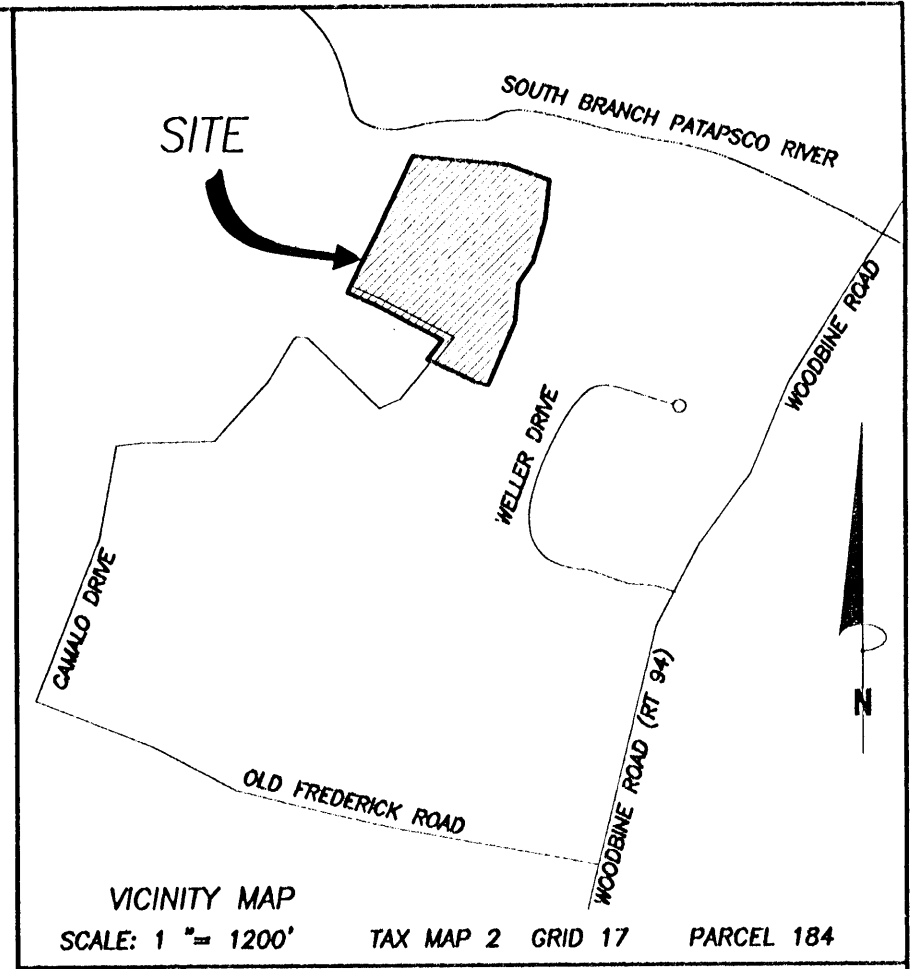 SOUTH BRANCH PATAPSCO RIVER
SITE
WOODBINE ROAD
WELLER DRIVE
CAMALO DRIVE
WOODBINE ROAD (RT 94)
N
OLD FREDERICK ROAD
VICINITY MAP
SCALE: 1 "= 1200' TAX MAP 2 GRID 17 PARCEL 184